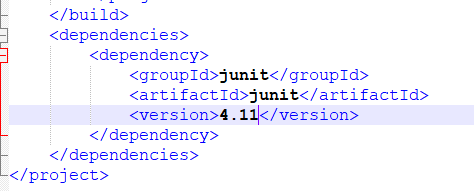 </build>
<dependencies>
<dependency>
<groupId>junit</groupId>
<artifactId>junit</artifactId>
<version>4.11</version>
</dependency>
</dependencies>
</project>